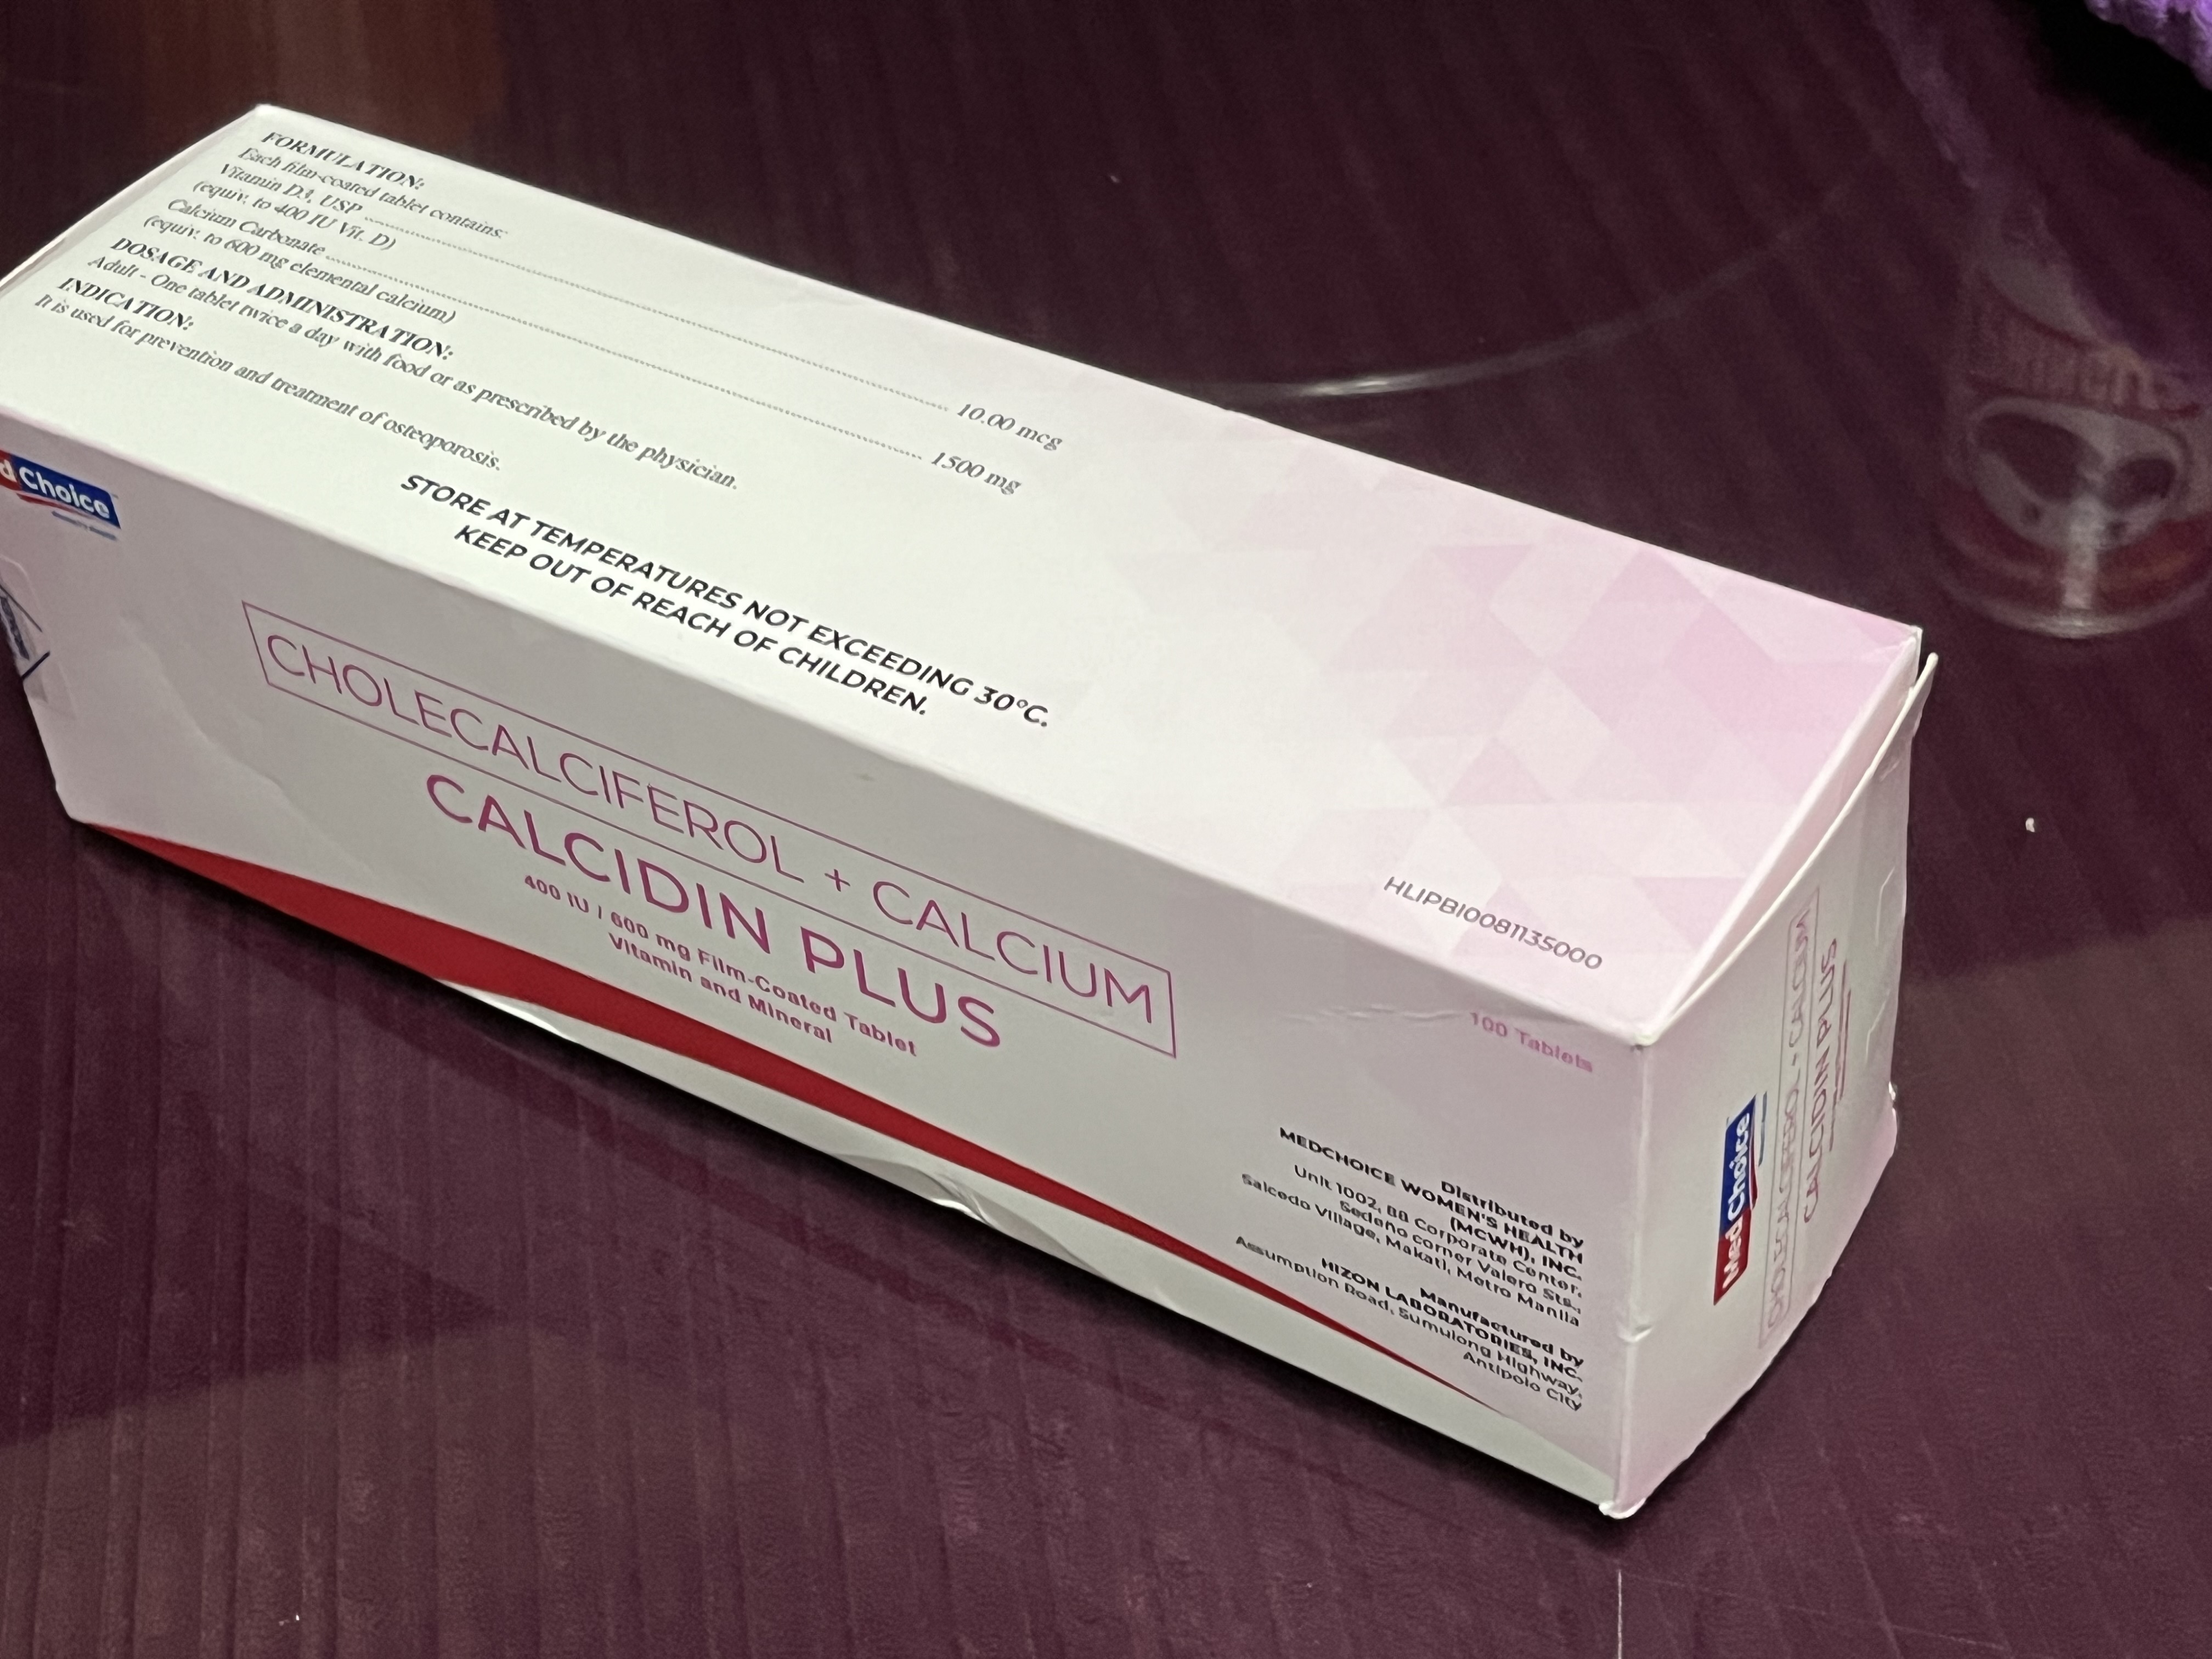 FORMULATION:
Each film-coated tablet contains:
Vitamin D3, USP ........................ 10.00 mcg
(equiv. to 400 IU Vit. D)
Calcium Carbonate ........................ 1500 mg
(equiv. to 600 mg elemental calcium)
DOSAGE AND ADMINISTRATION:
Adult - One tablet twice a day with food or as prescribed by the physician.
INDICATION:
It is used for prevention and treatment of osteoporosis.
STORE AT TEMPERATURES NOT EXCEEDING 30°C.
KEEP OUT OF REACH OF CHILDREN.
HLIPBI0081135000
d Choice
CHOLECALCIFEROL + CALCIUM
CALCIDIN PLUS
400 IU / 600 mg Film-Coated Tablet
Vitamin and Mineral
100 Tablets
Distributed by
MEDCHOICE WOMEN'S HEALTH
(MCWH), INC.
Unit 1002, 88 Corporate Center,
Sedeño corner Valero Sts.,
Salcedo Village, Makati, Metro Manila
Manufactured by
HIZON LABORATORIES, INC.
Assumption Road, Sumulong Highway,
Antipolo City
Med Choice
CHOLECALCIFEROL + CALCIUM
CALCIDIN PLUS